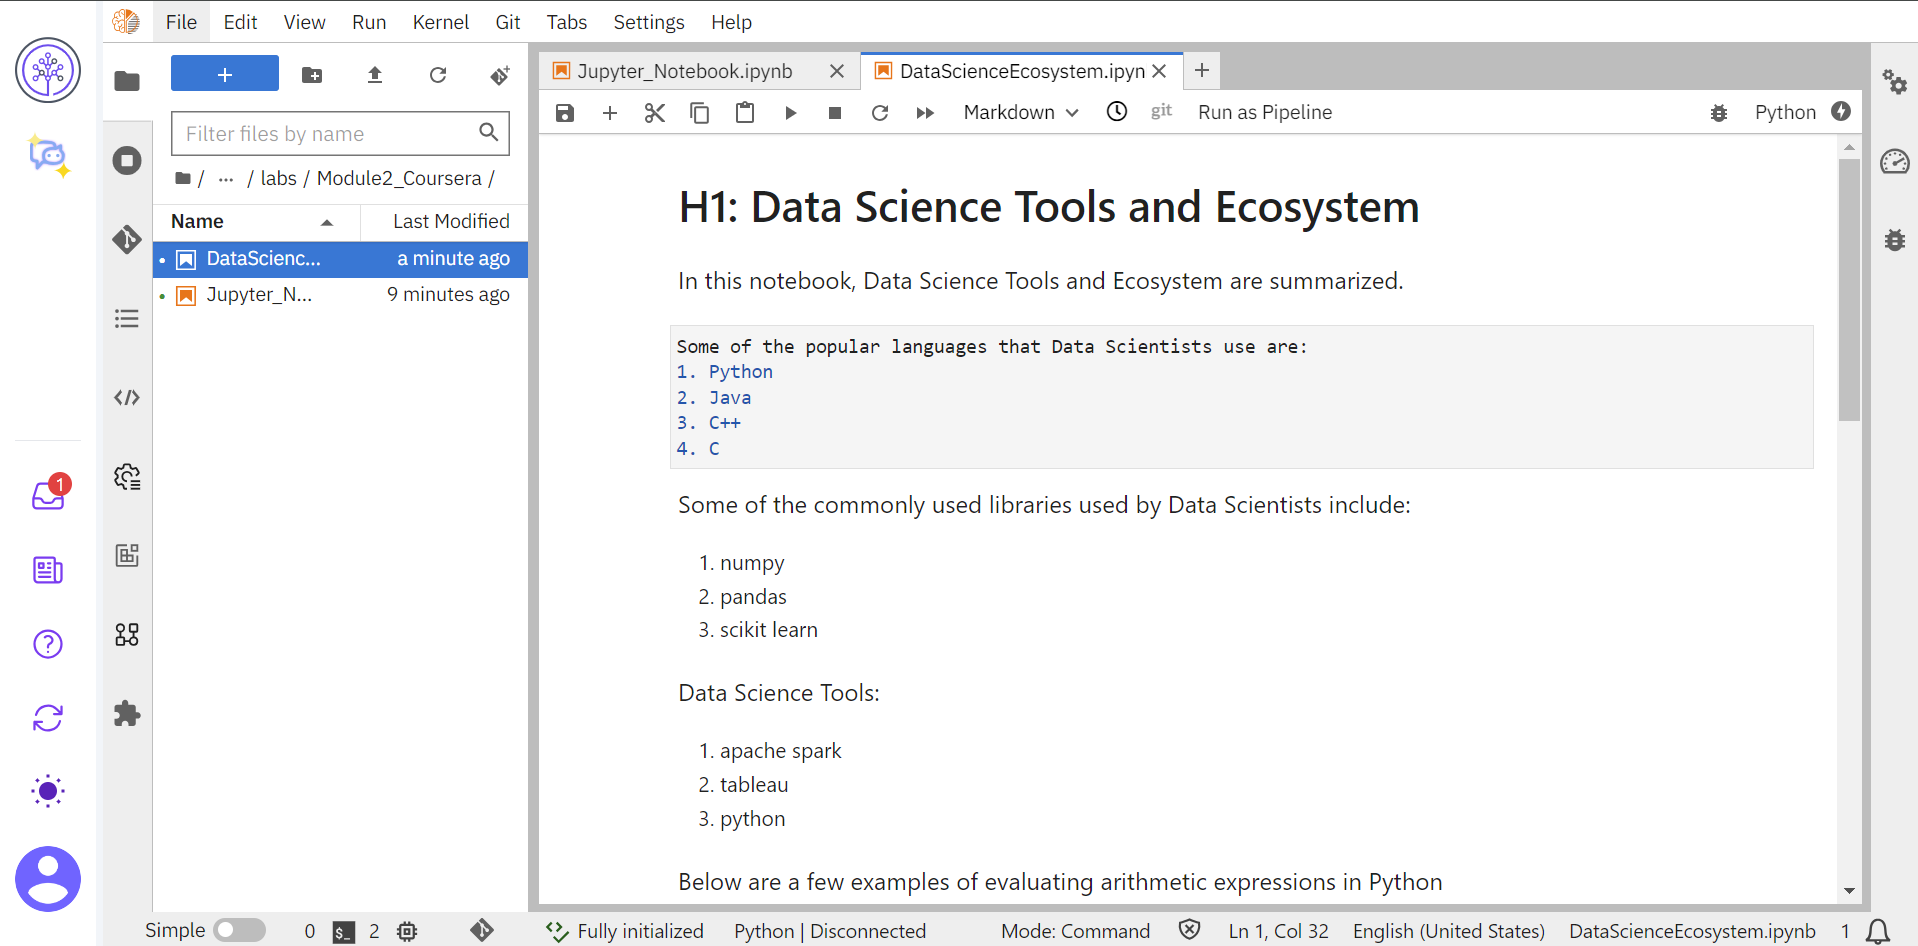 File Edit View Run Kernel Git Tabs Settings Help
Jupyter_Notebook.ipynb
DataScienceEcosystem.ipyn
Filter files by name
Markdown
git
Run as Pipeline
Python
/ ... / labs / Module2_Coursera /
Name Last Modified
DataScienc... a minute ago
Jupyter_N... 9 minutes ago
H1: Data Science Tools and Ecosystem
In this notebook, Data Science Tools and Ecosystem are summarized.
Some of the popular languages that Data Scientists use are:
1. Python
2. Java
3. C++
4. C
Some of the commonly used libraries used by Data Scientists include:
1. numpy
2. pandas
3. scikit learn
Data Science Tools:
1. apache spark
2. tableau
3. python
Below are a few examples of evaluating arithmetic expressions in Python
1
Simple 0 $_ 2 Fully initialized Python | Disconnected Mode: Command Ln 1, Col 32 English (United States) DataScienceEcosystem.ipynb 1